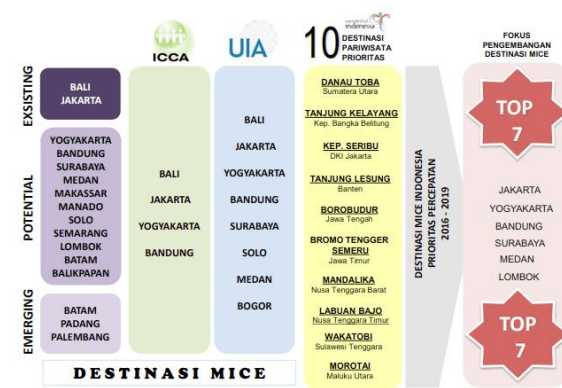 EXSISTING
BALI
JAKARTA
POTENTIAL
YOGYAKARTA
BANDUNG
SURABAYA
MEDAN
MAKASSAR
MANADO
SOLO
SEMARANG
LOMBOK
BATAM
BALIKPAPAN
EMERGING
BATAM
PADANG
PALEMBANG
ICCA
BALI
JAKARTA
YOGYAKARTA
BANDUNG
UIA
BALI
JAKARTA
YOGYAKARTA
BANDUNG
SURABAYA
SOLO
MEDAN
BOGOR
DESTINASI MICE
wonderful
indonesia
10 DESTINASI
PARIWISATA
PRIORITAS
DANAU TOBA
Sumatera Utara
TANJUNG KELAYANG
Kep. Bangka Belitung
KEP. SERIBU
DKI Jakarta
TANJUNG LESUNG
Banten
BOROBUDUR
Jawa Tengah
BROMO TENGGER
SEMERU
Jawa Timur
MANDALIKA
Nusa Tenggara Barat
LABUAN BAJO
Nusa Tenggara Timur
WAKATOBI
Sulawesi Tenggara
MOROTAI
Maluku Utara
DESTINASI MICE INDONESIA
PRIORITAS PERCEPATAN
2016 - 2019
FOKUS
PENGEMBANGAN
DESTINASI MICE
TOP
7
JAKARTA
YOGYAKARTA
BANDUNG
SURABAYA
MEDAN
LOMBOK
TOP
7